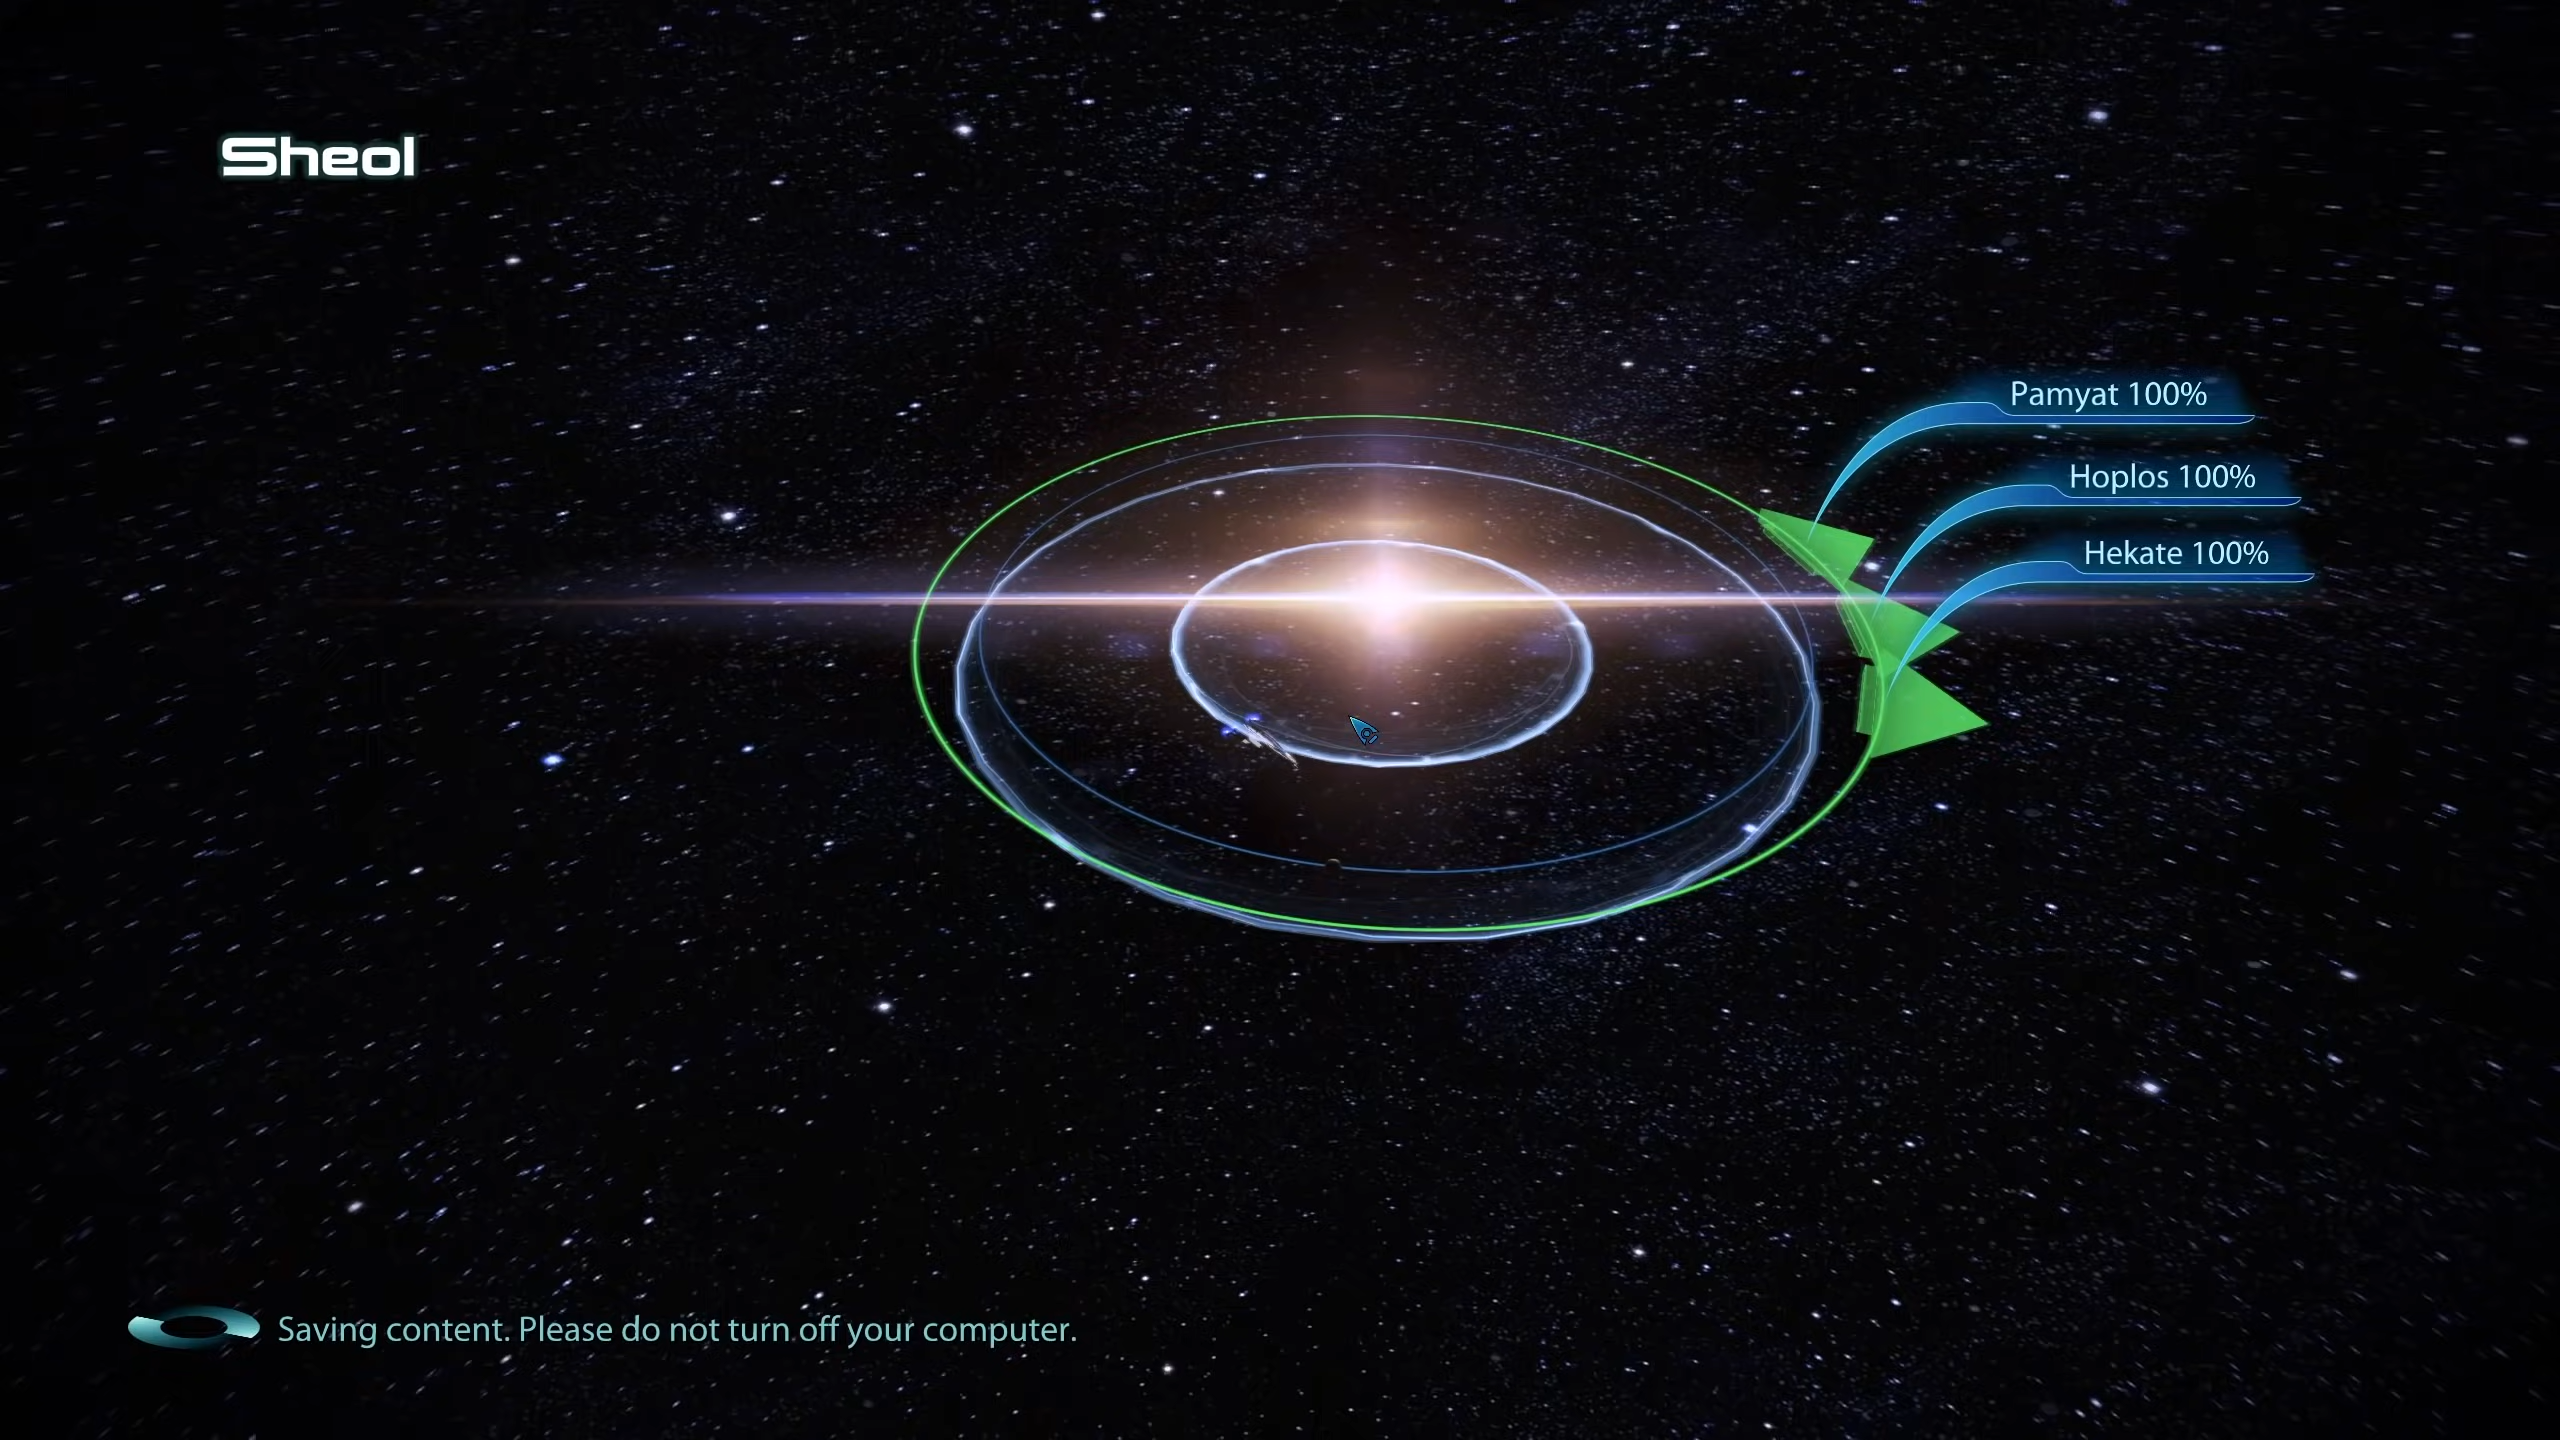 Sheol
Pamyat 100%
Hoplos 100%
Hekate 100%
Saving content. Please do not turn off your computer.